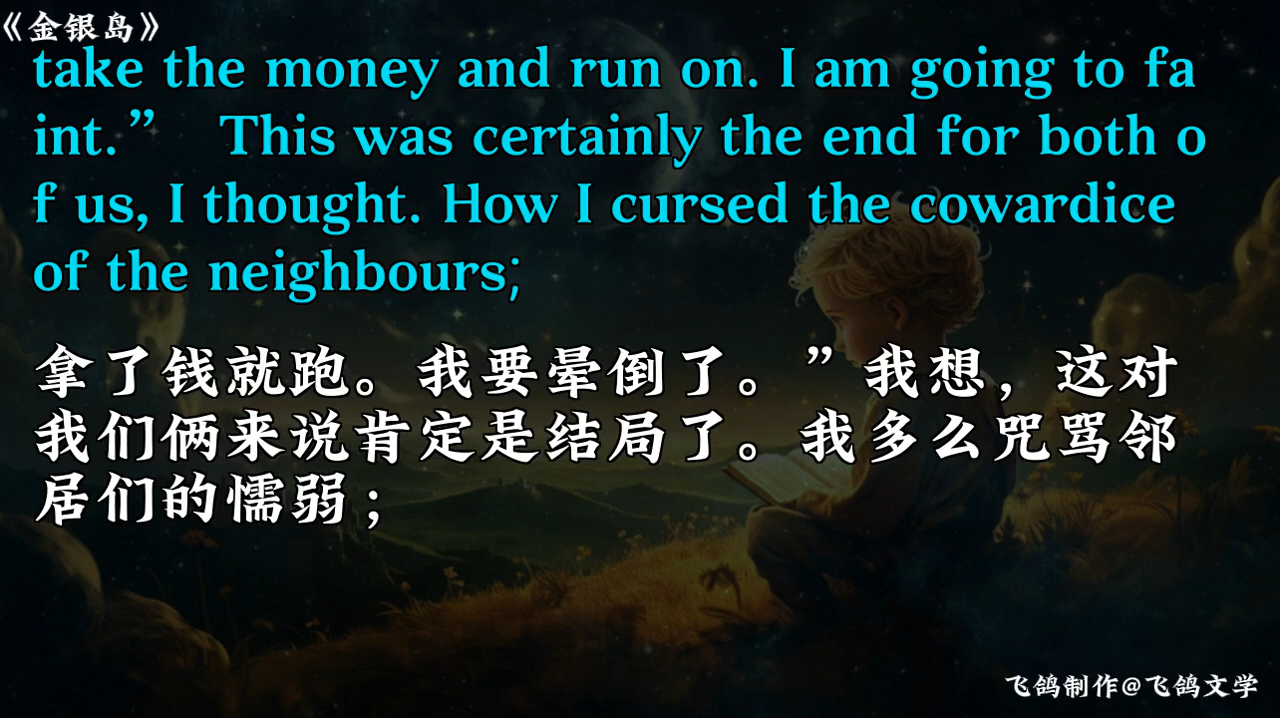 《金银岛》
take the money and run on. I am going to fa
int.” This was certainly the end for both o
f us, I thought. How I cursed the cowardice
of the neighbours;
拿了钱就跑。我要晕倒了。”我想，这对
我们俩来说肯定是结局了。我多么咒骂邻
居们的懦弱；
飞鸽制作@飞鸽文学